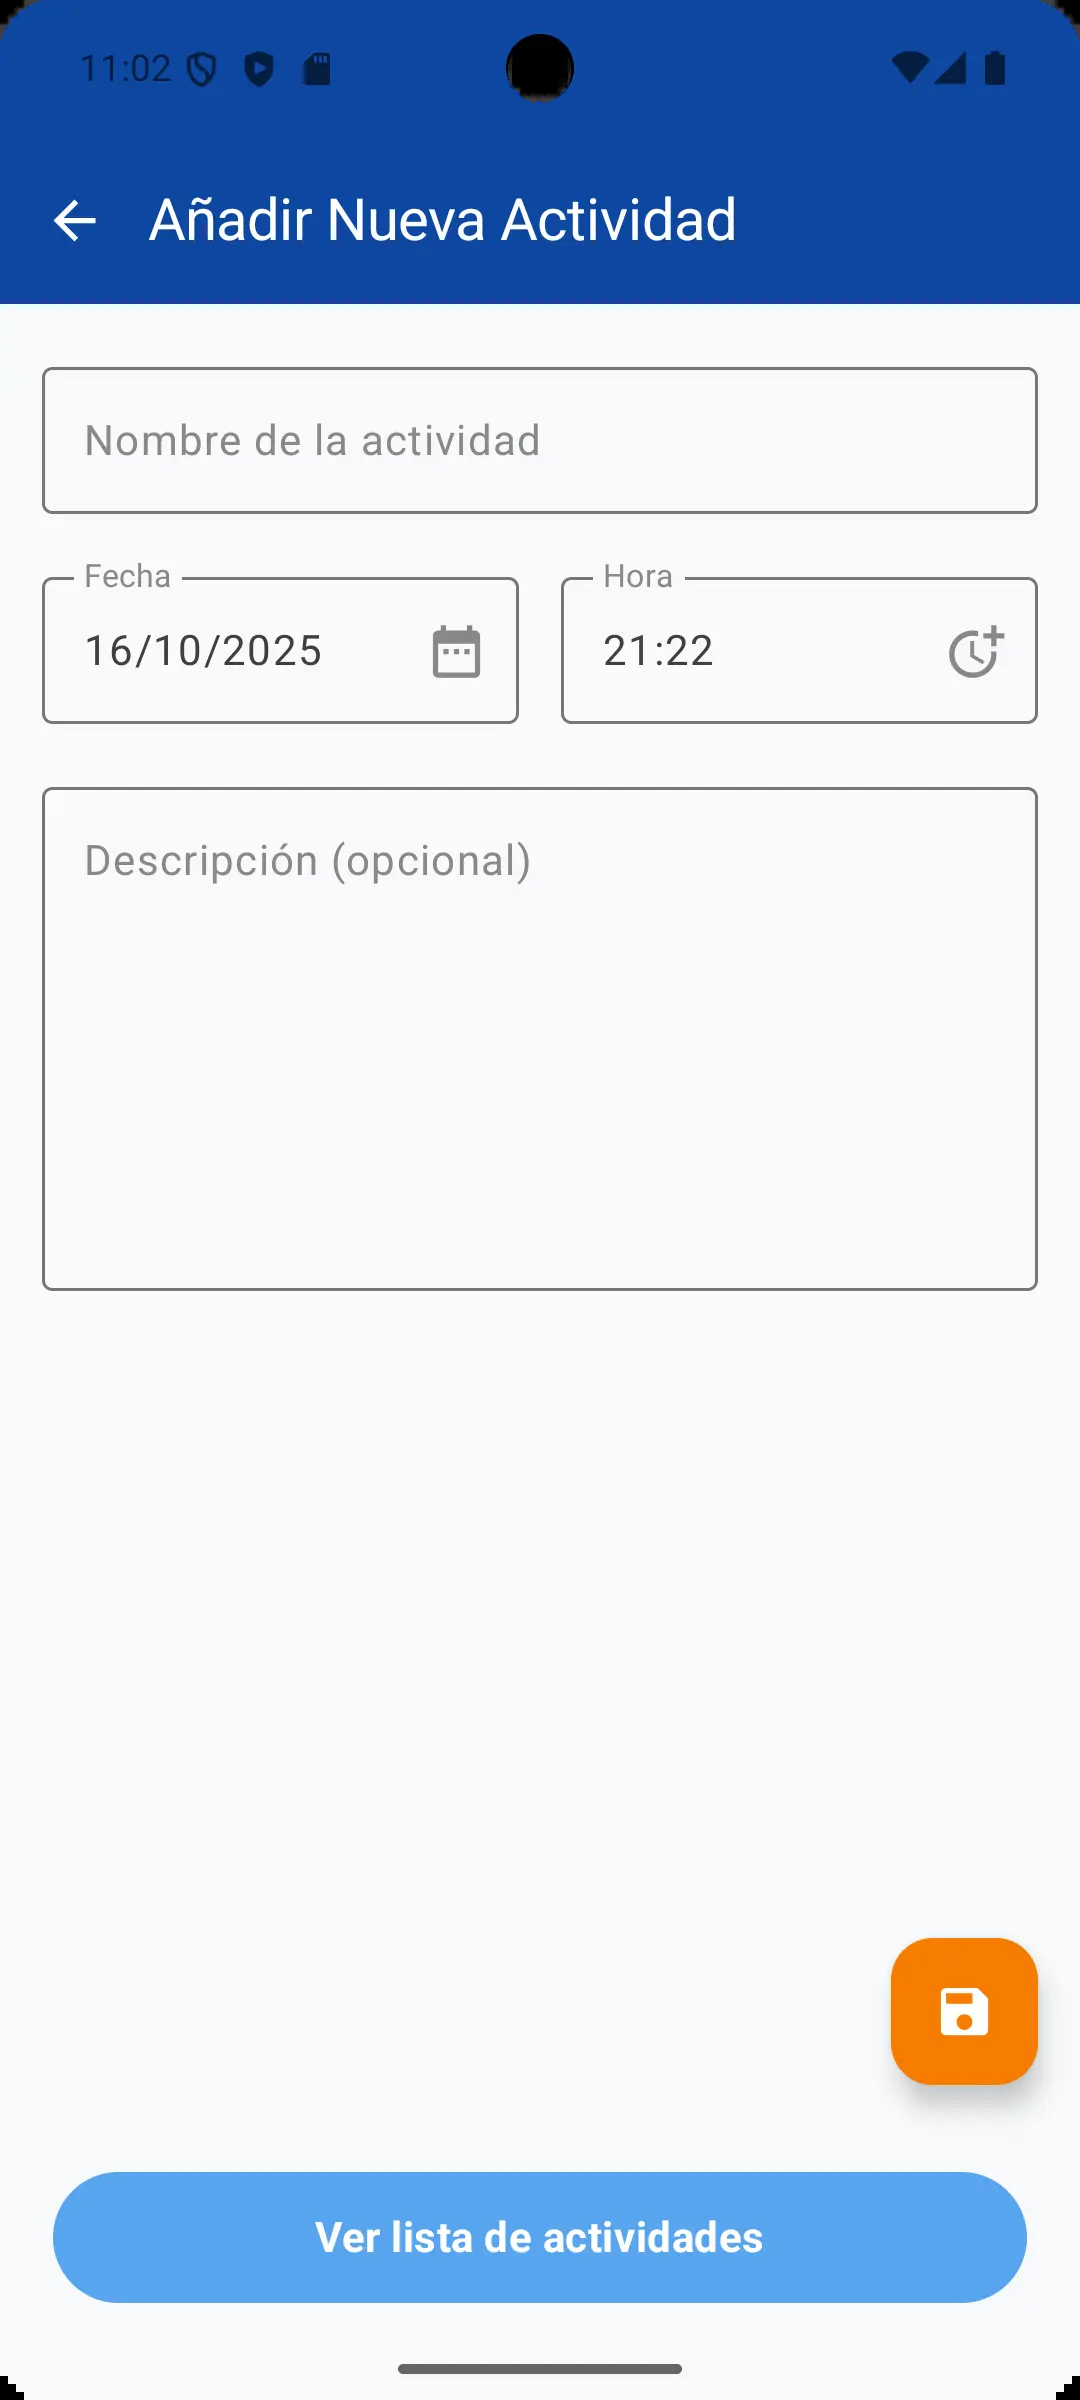 11:02
Añadir Nueva Actividad
Nombre de la actividad
Fecha
Hora
16/10/2025
21:22
Descripción (opcional)
Ver lista de actividades